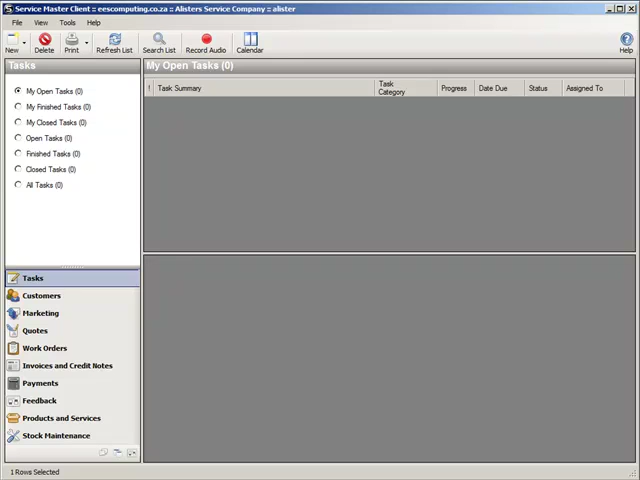 Service Master Client :: eescomputing.co.za :: Alisters Service Company :: alister
File View Tools Help
New Delete Print Refresh List Search List Record Audio Calendar Help
Tasks
My Open Tasks (0)
My Finished Tasks (0)
My Closed Tasks (0)
Open Tasks (0)
Finished Tasks (0)
Closed Tasks (0)
All Tasks (0)
Tasks
Customers
Marketing
Quotes
Work Orders
Invoices and Credit Notes
Payments
Feedback
Products and Services
Stock Maintenance
My Open Tasks (0)
! Task Summary Task Category Progress Date Due Status Assigned To
1 Rows Selected